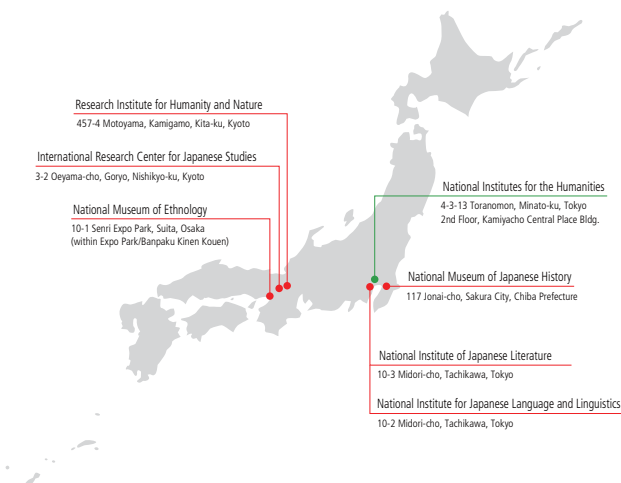 Research Institute for Humanity and Nature
457-4 Motoyama, Kamigamo, Kita-ku, Kyoto
International Research Center for Japanese Studies
3-2 Oeyama-cho, Goryo, Nishikyo-ku, Kyoto
National Museum of Ethnology
10-1 Senri Expo Park, Suita, Osaka
(within Expo Park/Banpaku Kinen Kouen)
National Institutes for the Humanities
4-3-13 Toranomon, Minato-ku, Tokyo
2nd Floor, Kamiyacho Central Place Bldg.
National Museum of Japanese History
117 Jonai-cho, Sakura City, Chiba Prefecture
National Institute of Japanese Literature
10-3 Midori-cho, Tachikawa, Tokyo
National Institute for Japanese Language and Linguistics
10-2 Midori-cho, Tachikawa, Tokyo